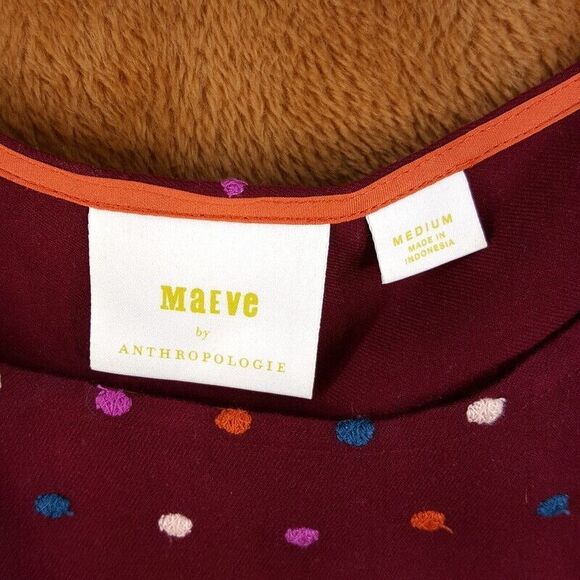 MaEve
by
ANTHROPOLOGIE
MEDIUM
MADE IN
INDONESIA